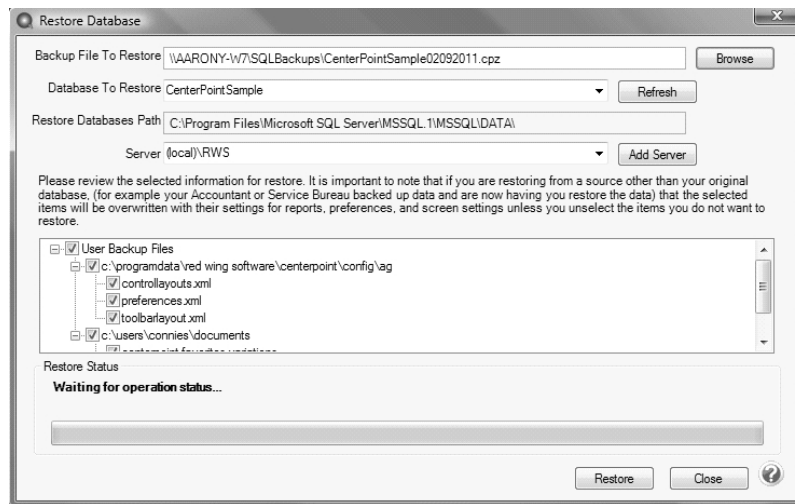 Restore Database
Backup File To Restore \\AARONY-W7\SQLBackups\CenterPointSample02092011.cpz Browse
Database To Restore CenterPointSample Refresh
Restore Databases Path C:\Program Files\Microsoft SQL Server\MSSQL.1\MSSQL\DATA\
Server (local)\RWS Add Server
Please review the selected information for restore. It is important to note that if you are restoring from a source other than your original
database, (for example your Accountant or Service Bureau backed up data and are now having you restore the data) that the selected
items will be overwritten with their settings for reports, preferences, and screen settings unless you unselect the items you do not want to
restore.
User Backup Files
c:\programdata\red wing software\centerpoint\config\ag
controllayouts.xml
preferences.xml
toolbarlayout.xml
c:\users\connies\documents
Restore Status
Waiting for operation status...
Restore Close